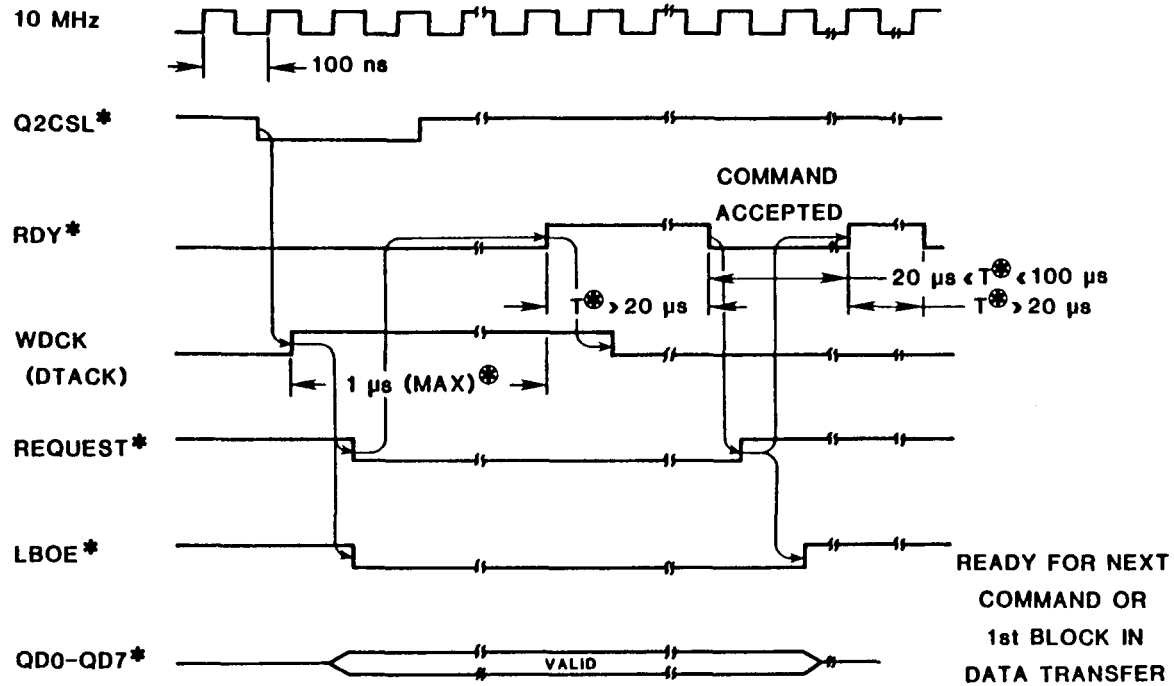 10 MHz
100 ns
Q2CSL*
COMMAND
ACCEPTED
RDY*
20 µs < T⊛ < 100 µs
T⊛ > 20 µs
T⊛ > 20 µs
WDCK
(DTACK)
1 µs (MAX)⊛
REQUEST*
LBOE*
READY FOR NEXT
COMMAND OR
1st BLOCK IN
DATA TRANSFER
QD0-QD7*
VALID